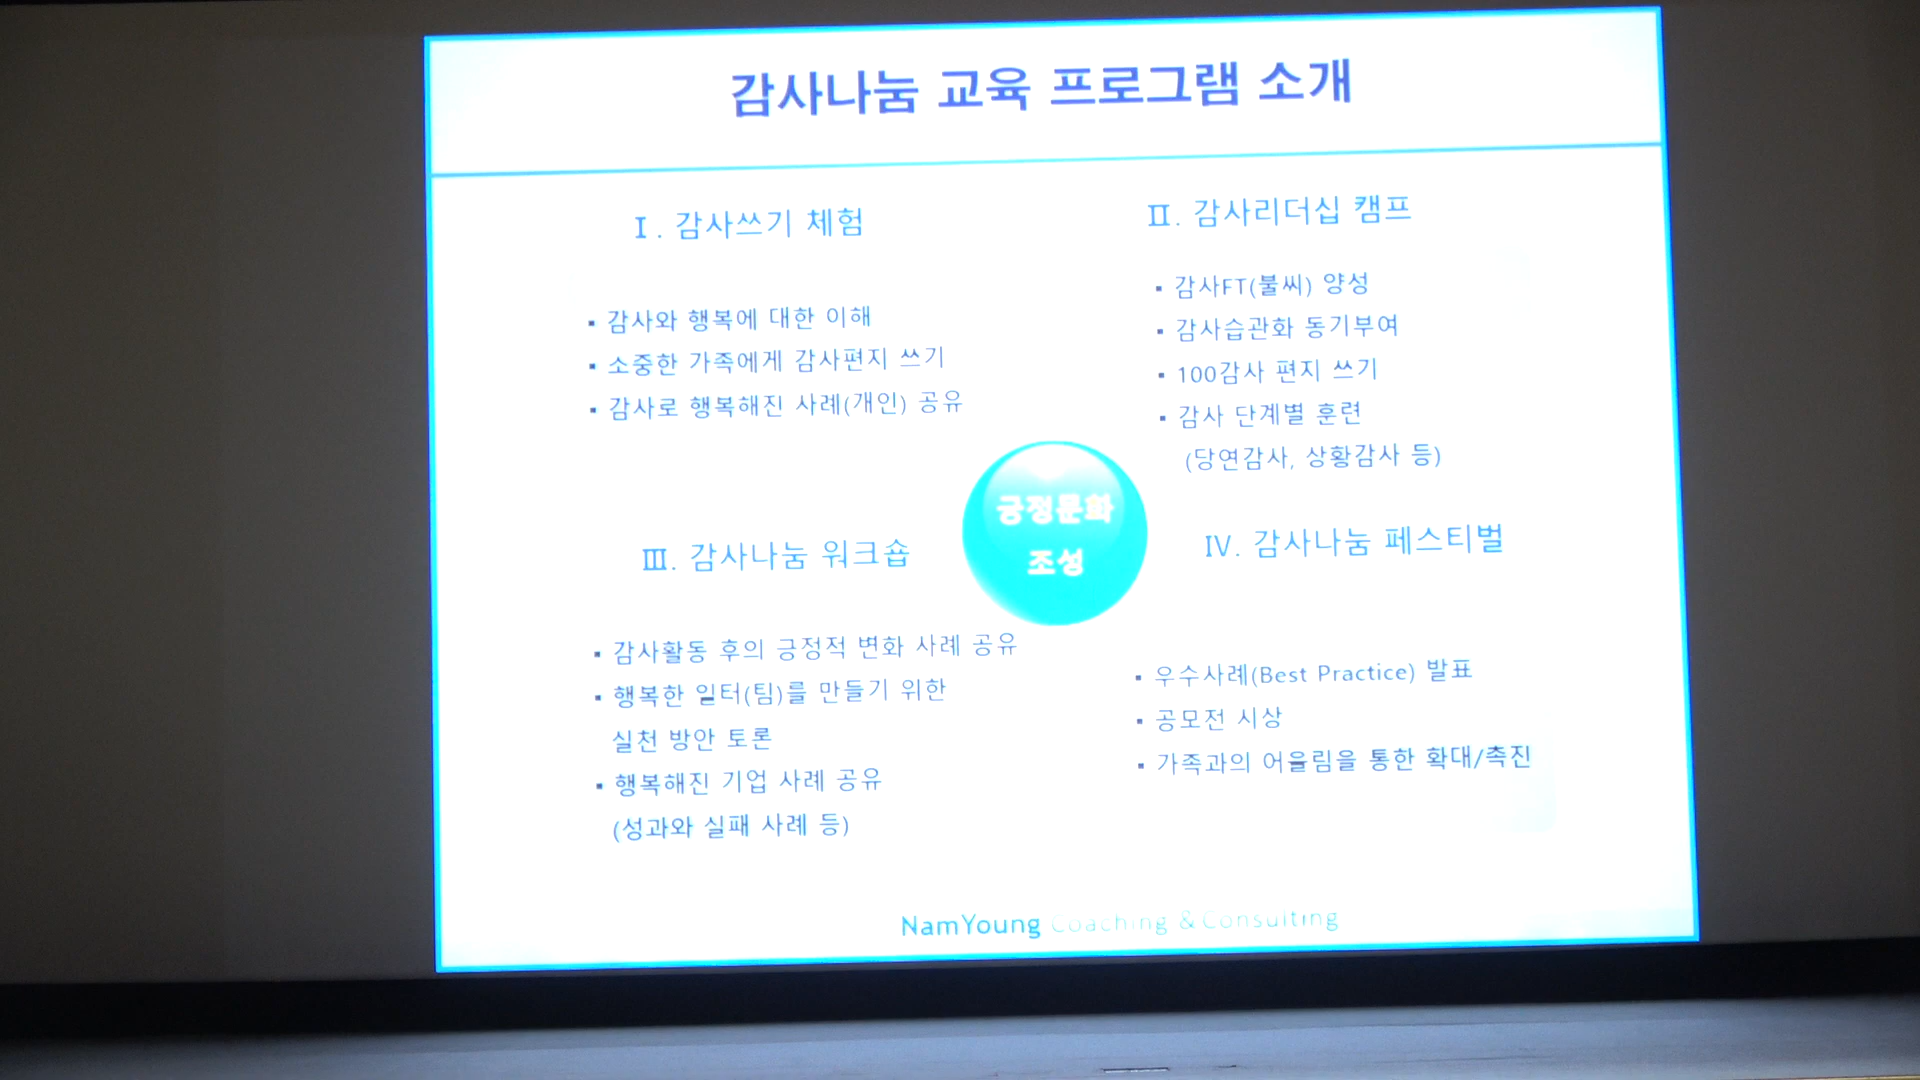 감사나눔 교육 프로그램 소개
Ⅰ. 감사쓰기 체험
▪ 감사와 행복에 대한 이해
▪ 소중한 가족에게 감사편지 쓰기
▪ 감사로 행복해진 사례(개인) 공유
Ⅱ. 감사리더십 캠프
▪ 감사FT(불씨) 양성
▪ 감사습관화 동기부여
▪ 100감사 편지 쓰기
▪ 감사 단계별 훈련
(당연감사, 상황감사 등)
긍정문화
조성
Ⅲ. 감사나눔 워크숍
▪ 감사활동 후의 긍정적 변화 사례 공유
▪ 행복한 일터(팀)를 만들기 위한
실천 방안 토론
▪ 행복해진 기업 사례 공유
(성과와 실패 사례 등)
Ⅳ. 감사나눔 페스티벌
▪ 우수사례(Best Practice) 발표
▪ 공모전 시상
▪ 가족과의 어울림을 통한 확대/촉진
NamYoung Coaching & Consulting